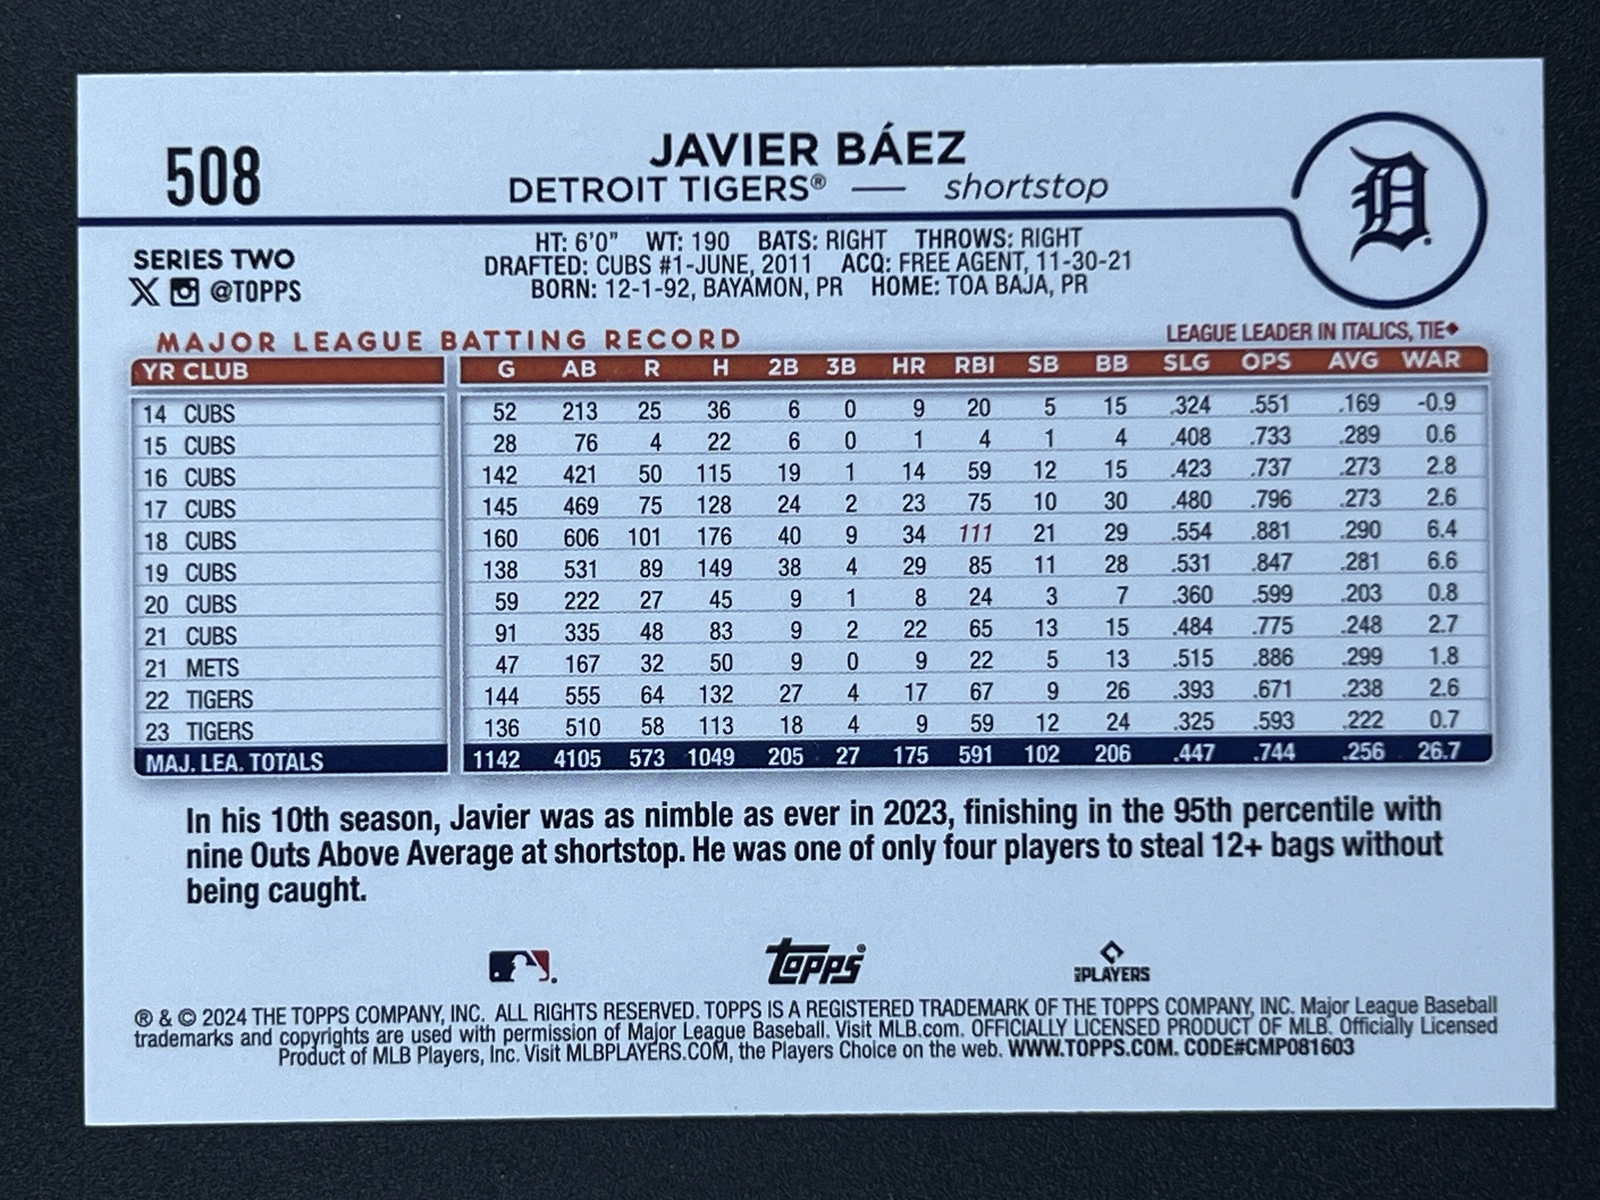 508
JAVIER BÁEZ
DETROIT TIGERS® — shortstop
D
SERIES TWO
@TOPPS
HT: 6'0" WT: 190 BATS: RIGHT THROWS: RIGHT
DRAFTED: CUBS #1-JUNE, 2011 ACQ: FREE AGENT, 11-30-21
BORN: 12-1-92, BAYAMON, PR HOME: TOA BAJA, PR
MAJOR LEAGUE BATTING RECORD
LEAGUE LEADER IN ITALICS, TIE◆
YR CLUB G AB R H 2B 3B HR RBI SB BB SLG OPS AVG WAR
14 CUBS 52 213 25 36 6 0 9 20 5 15 .324 .551 .169 -0.9
15 CUBS 28 76 4 22 6 0 1 4 1 4 .408 .733 .289 0.6
16 CUBS 142 421 50 115 19 1 14 59 12 15 .423 .737 .273 2.8
17 CUBS 145 469 75 128 24 2 23 75 10 30 .480 .796 .273 2.6
18 CUBS 160 606 101 176 40 9 34 111 21 29 .554 .881 .290 6.4
19 CUBS 138 531 89 149 38 4 29 85 11 28 .531 .847 .281 6.6
20 CUBS 59 222 27 45 9 1 8 24 3 7 .360 .599 .203 0.8
21 CUBS 91 335 48 83 9 2 22 65 13 15 .484 .775 .248 2.7
21 METS 47 167 32 50 9 0 9 22 5 13 .515 .886 .299 1.8
22 TIGERS 144 555 64 132 27 4 17 67 9 26 .393 .671 .238 2.6
23 TIGERS 136 510 58 113 18 4 9 59 12 24 .325 .593 .222 0.7
MAJ. LEA. TOTALS 1142 4105 573 1049 205 27 175 591 102 206 .447 .744 .256 26.7
In his 10th season, Javier was as nimble as ever in 2023, finishing in the 95th percentile with
nine Outs Above Average at shortstop. He was one of only four players to steal 12+ bags without
being caught.
Topps®
MLB PLAYERS
® & © 2024 THE TOPPS COMPANY, INC. ALL RIGHTS RESERVED. TOPPS IS A REGISTERED TRADEMARK OF THE TOPPS COMPANY, INC. Major League Baseball
trademarks and copyrights are used with permission of Major League Baseball. Visit MLB.com. OFFICIALLY LICENSED PRODUCT OF MLB. Officially Licensed
Product of MLB Players, Inc. Visit MLBPLAYERS.COM, the Players Choice on the web. WWW.TOPPS.COM. CODE#CMP081603